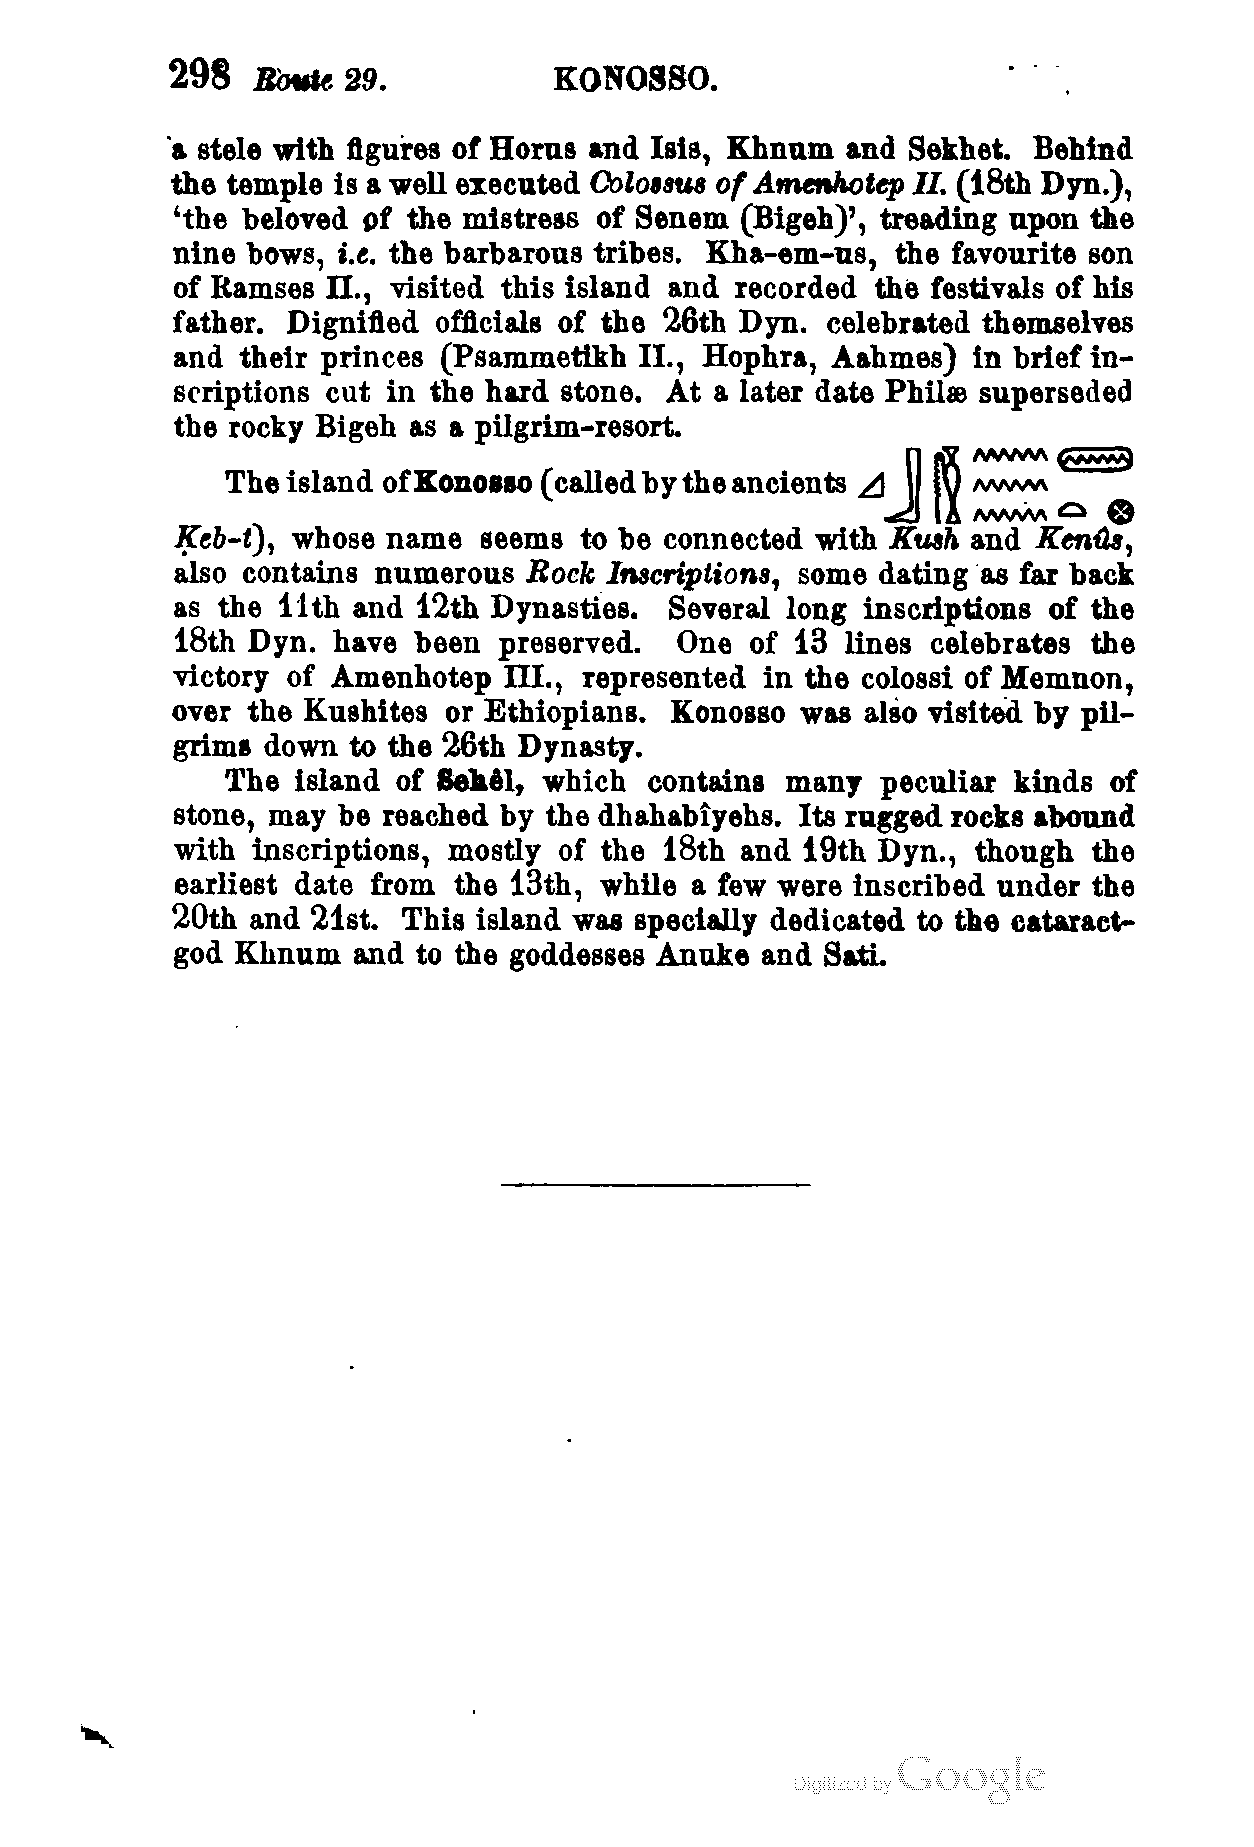 298 Route 29. KONOSSO.
a stele with figures of Horus and Isis, Khnum and Sekhet. Behind
the temple is a well executed Colossus of Amenhotep II. (18th Dyn.),
‘the beloved of the mistress of Senem (Bigeh)’, treading upon the
nine bows, i.e. the barbarous tribes. Kha-em-us, the favourite son
of Ramses II., visited this island and recorded the festivals of his
father. Dignified officials of the 26th Dyn. celebrated themselves
and their princes (Psammetikh II., Hophra, Aahmes) in brief in-
scriptions cut in the hard stone. At a later date Philæ superseded
the rocky Bigeh as a pilgrim-resort.
The island of Konosso (called by the ancients
Ḳeb-t), whose name seems to be connected with Kush and Kenûs,
also contains numerous Rock Inscriptions, some dating as far back
as the 11th and 12th Dynasties. Several long inscriptions of the
18th Dyn. have been preserved. One of 13 lines celebrates the
victory of Amenhotep III., represented in the colossi of Memnon,
over the Kushites or Ethiopians. Konosso was also visited by pil-
grims down to the 26th Dynasty.
The island of Sehêl, which contains many peculiar kinds of
stone, may be reached by the dhahabîyehs. Its rugged rocks abound
with inscriptions, mostly of the 18th and 19th Dyn., though the
earliest date from the 13th, while a few were inscribed under the
20th and 21st. This island was specially dedicated to the cataract-
god Khnum and to the goddesses Anuke and Sati.
Digitized by Google